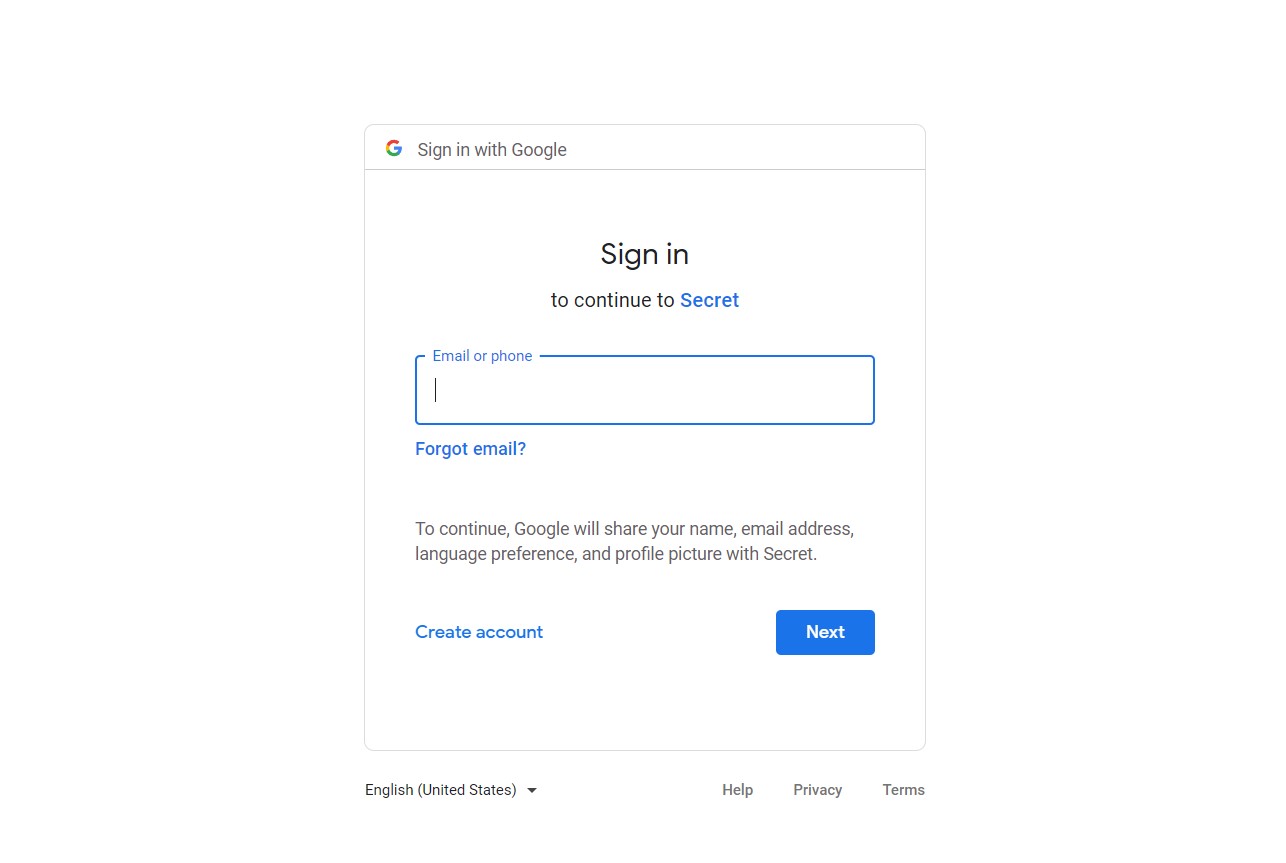 Sign in with Google
Sign in
to continue to Secret
Email or phone
Forgot email?
To continue, Google will share your name, email address,
language preference, and profile picture with Secret.
Create account
Next
English (United States)
Help
Privacy
Terms